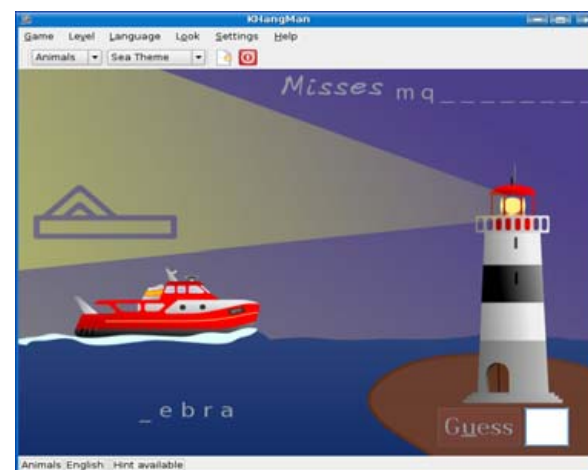 KHangMan
Game Level Language Look Settings Help
Animals Sea Theme
Misses m q _ _ _ _ _ _ _ _
_ e b r a
Guess
Animals English Hint available